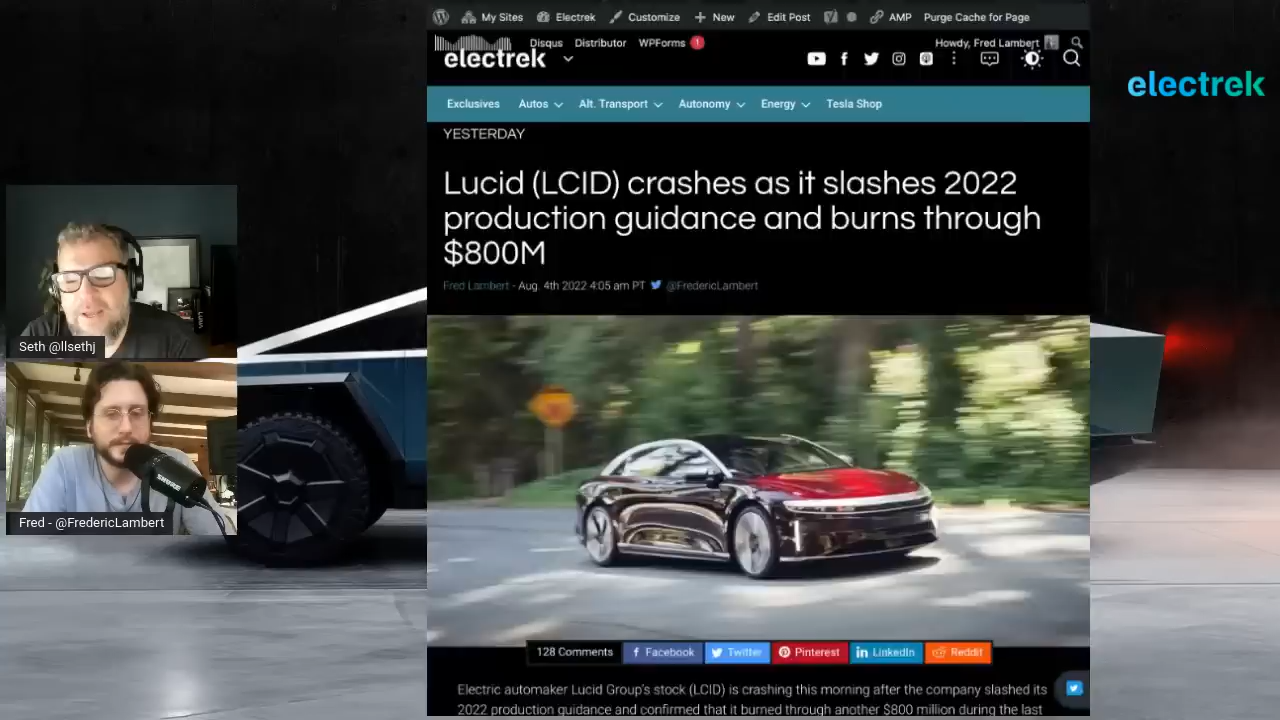 My Sites Electrek Customize New Edit Post AMP Purge Cache for Page
Disqus Distributor WPForms 1 Howdy, Fred Lambert
electrek
electrek
Exclusives Autos Alt. Transport Autonomy Energy Tesla Shop
YESTERDAY
Lucid (LCID) crashes as it slashes 2022
production guidance and burns through
$800M
Fred Lambert - Aug. 4th 2022 4:05 am PT @FredericLambert
Seth @llsethj
Fred - @FredericLambert
SHURE
128 Comments Facebook Twitter Pinterest LinkedIn Reddit
Electric automaker Lucid Group's stock (LCID) is crashing this morning after the company slashed its
2022 production guidance and confirmed that it burned through another $800 million during the last